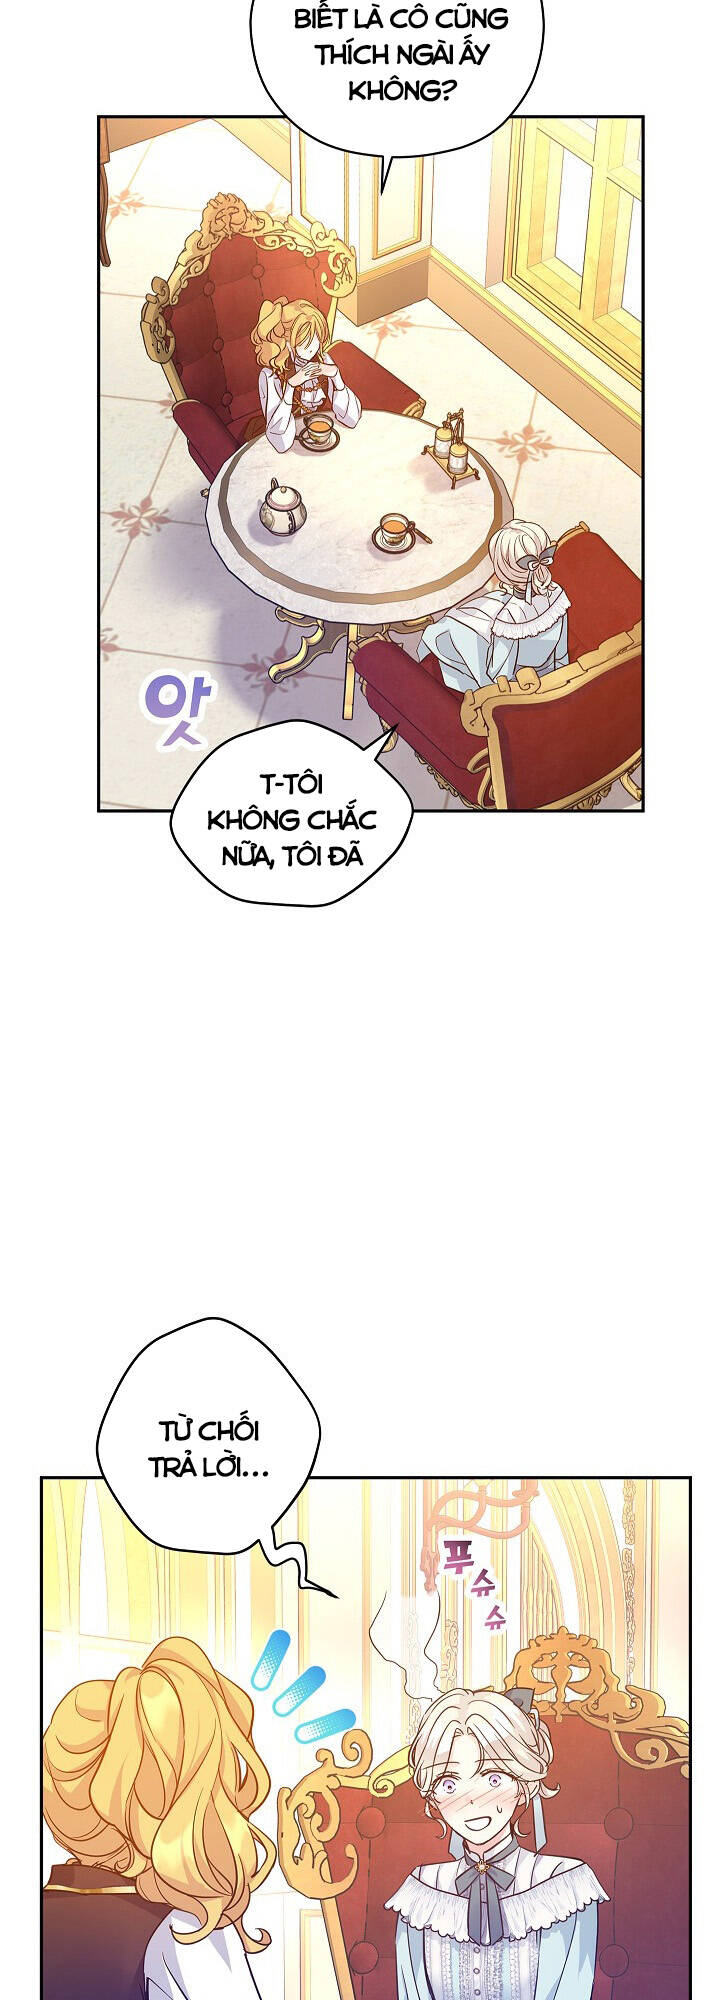 BIẾT LÀ CÔ CŨNG
THÍCH NGÀI ẤY
KHÔNG?
앗
T-TÔI
KHÔNG CHẮC
NỮA, TÔI ĐÃ
TỪ CHỐI
TRẢ LỜI...
푸
슈
슈